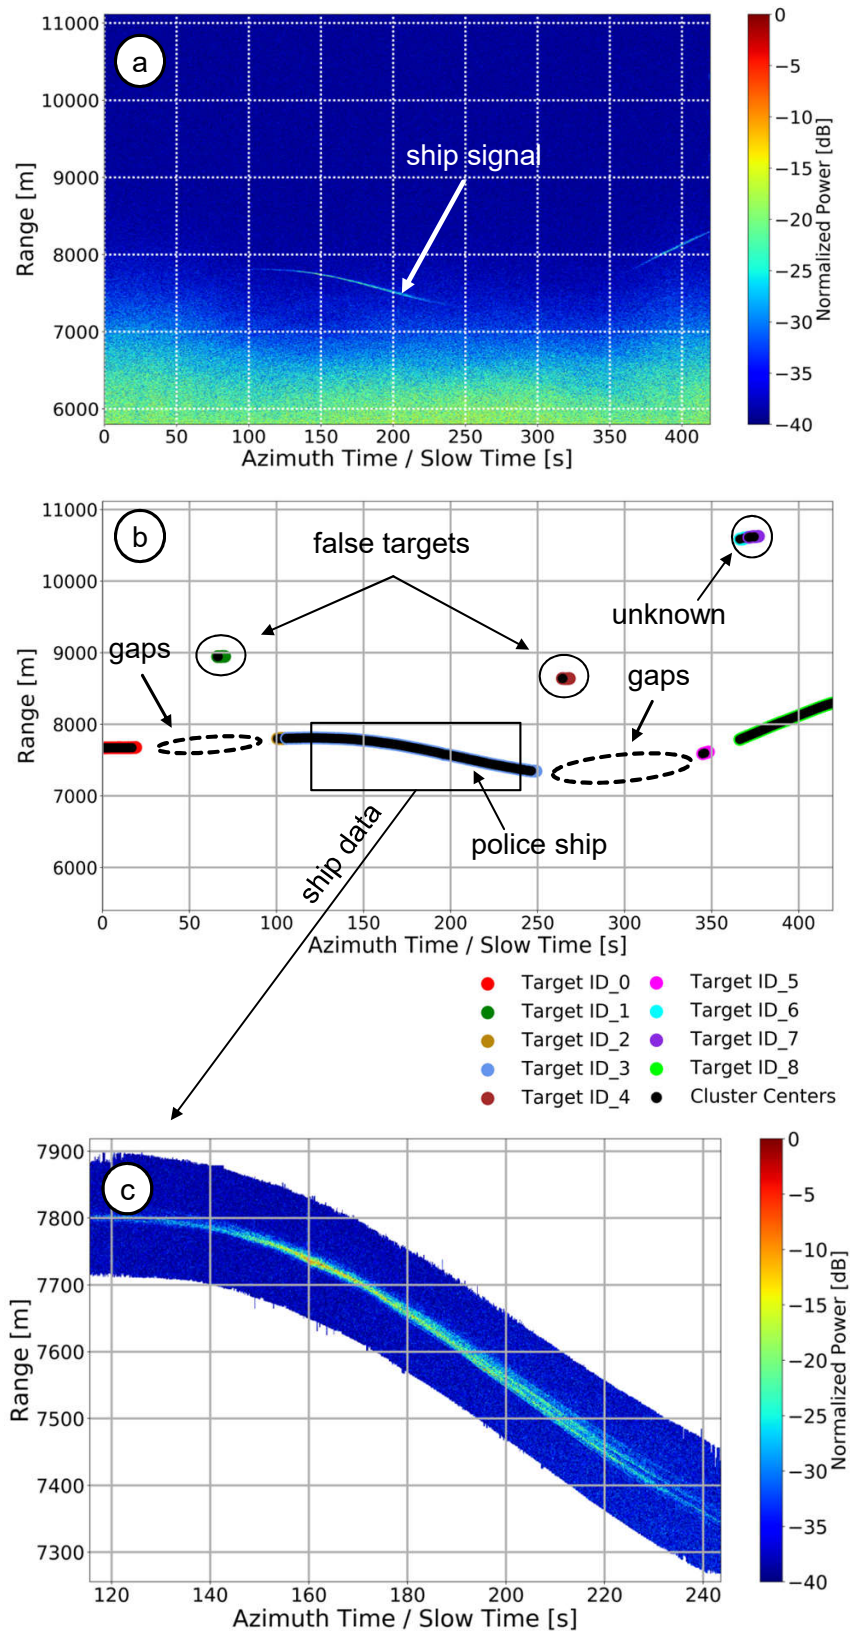 11000
10000
9000
8000
7000
6000
Range [m]
a
ship signal
0 50 100 150 200 250 300 350 400
Azimuth Time / Slow Time [s]
0
−5
−10
−15
−20
−25
−30
−35
−40
Normalized Power [dB]
11000
10000
9000
8000
7000
6000
Range [m]
b
false targets
unknown
gaps
gaps
police ship
ship data
0 50 100 150 200 250 300 350 400
Azimuth Time / Slow Time [s]
Target ID_0
Target ID_1
Target ID_2
Target ID_3
Target ID_4
Target ID_5
Target ID_6
Target ID_7
Target ID_8
Cluster Centers
7900
7800
7700
7600
7500
7400
7300
Range [m]
c
120 140 160 180 200 220 240
Azimuth Time / Slow Time [s]
0
−5
−10
−15
−20
−25
−30
−35
−40
Normalized Power [dB]